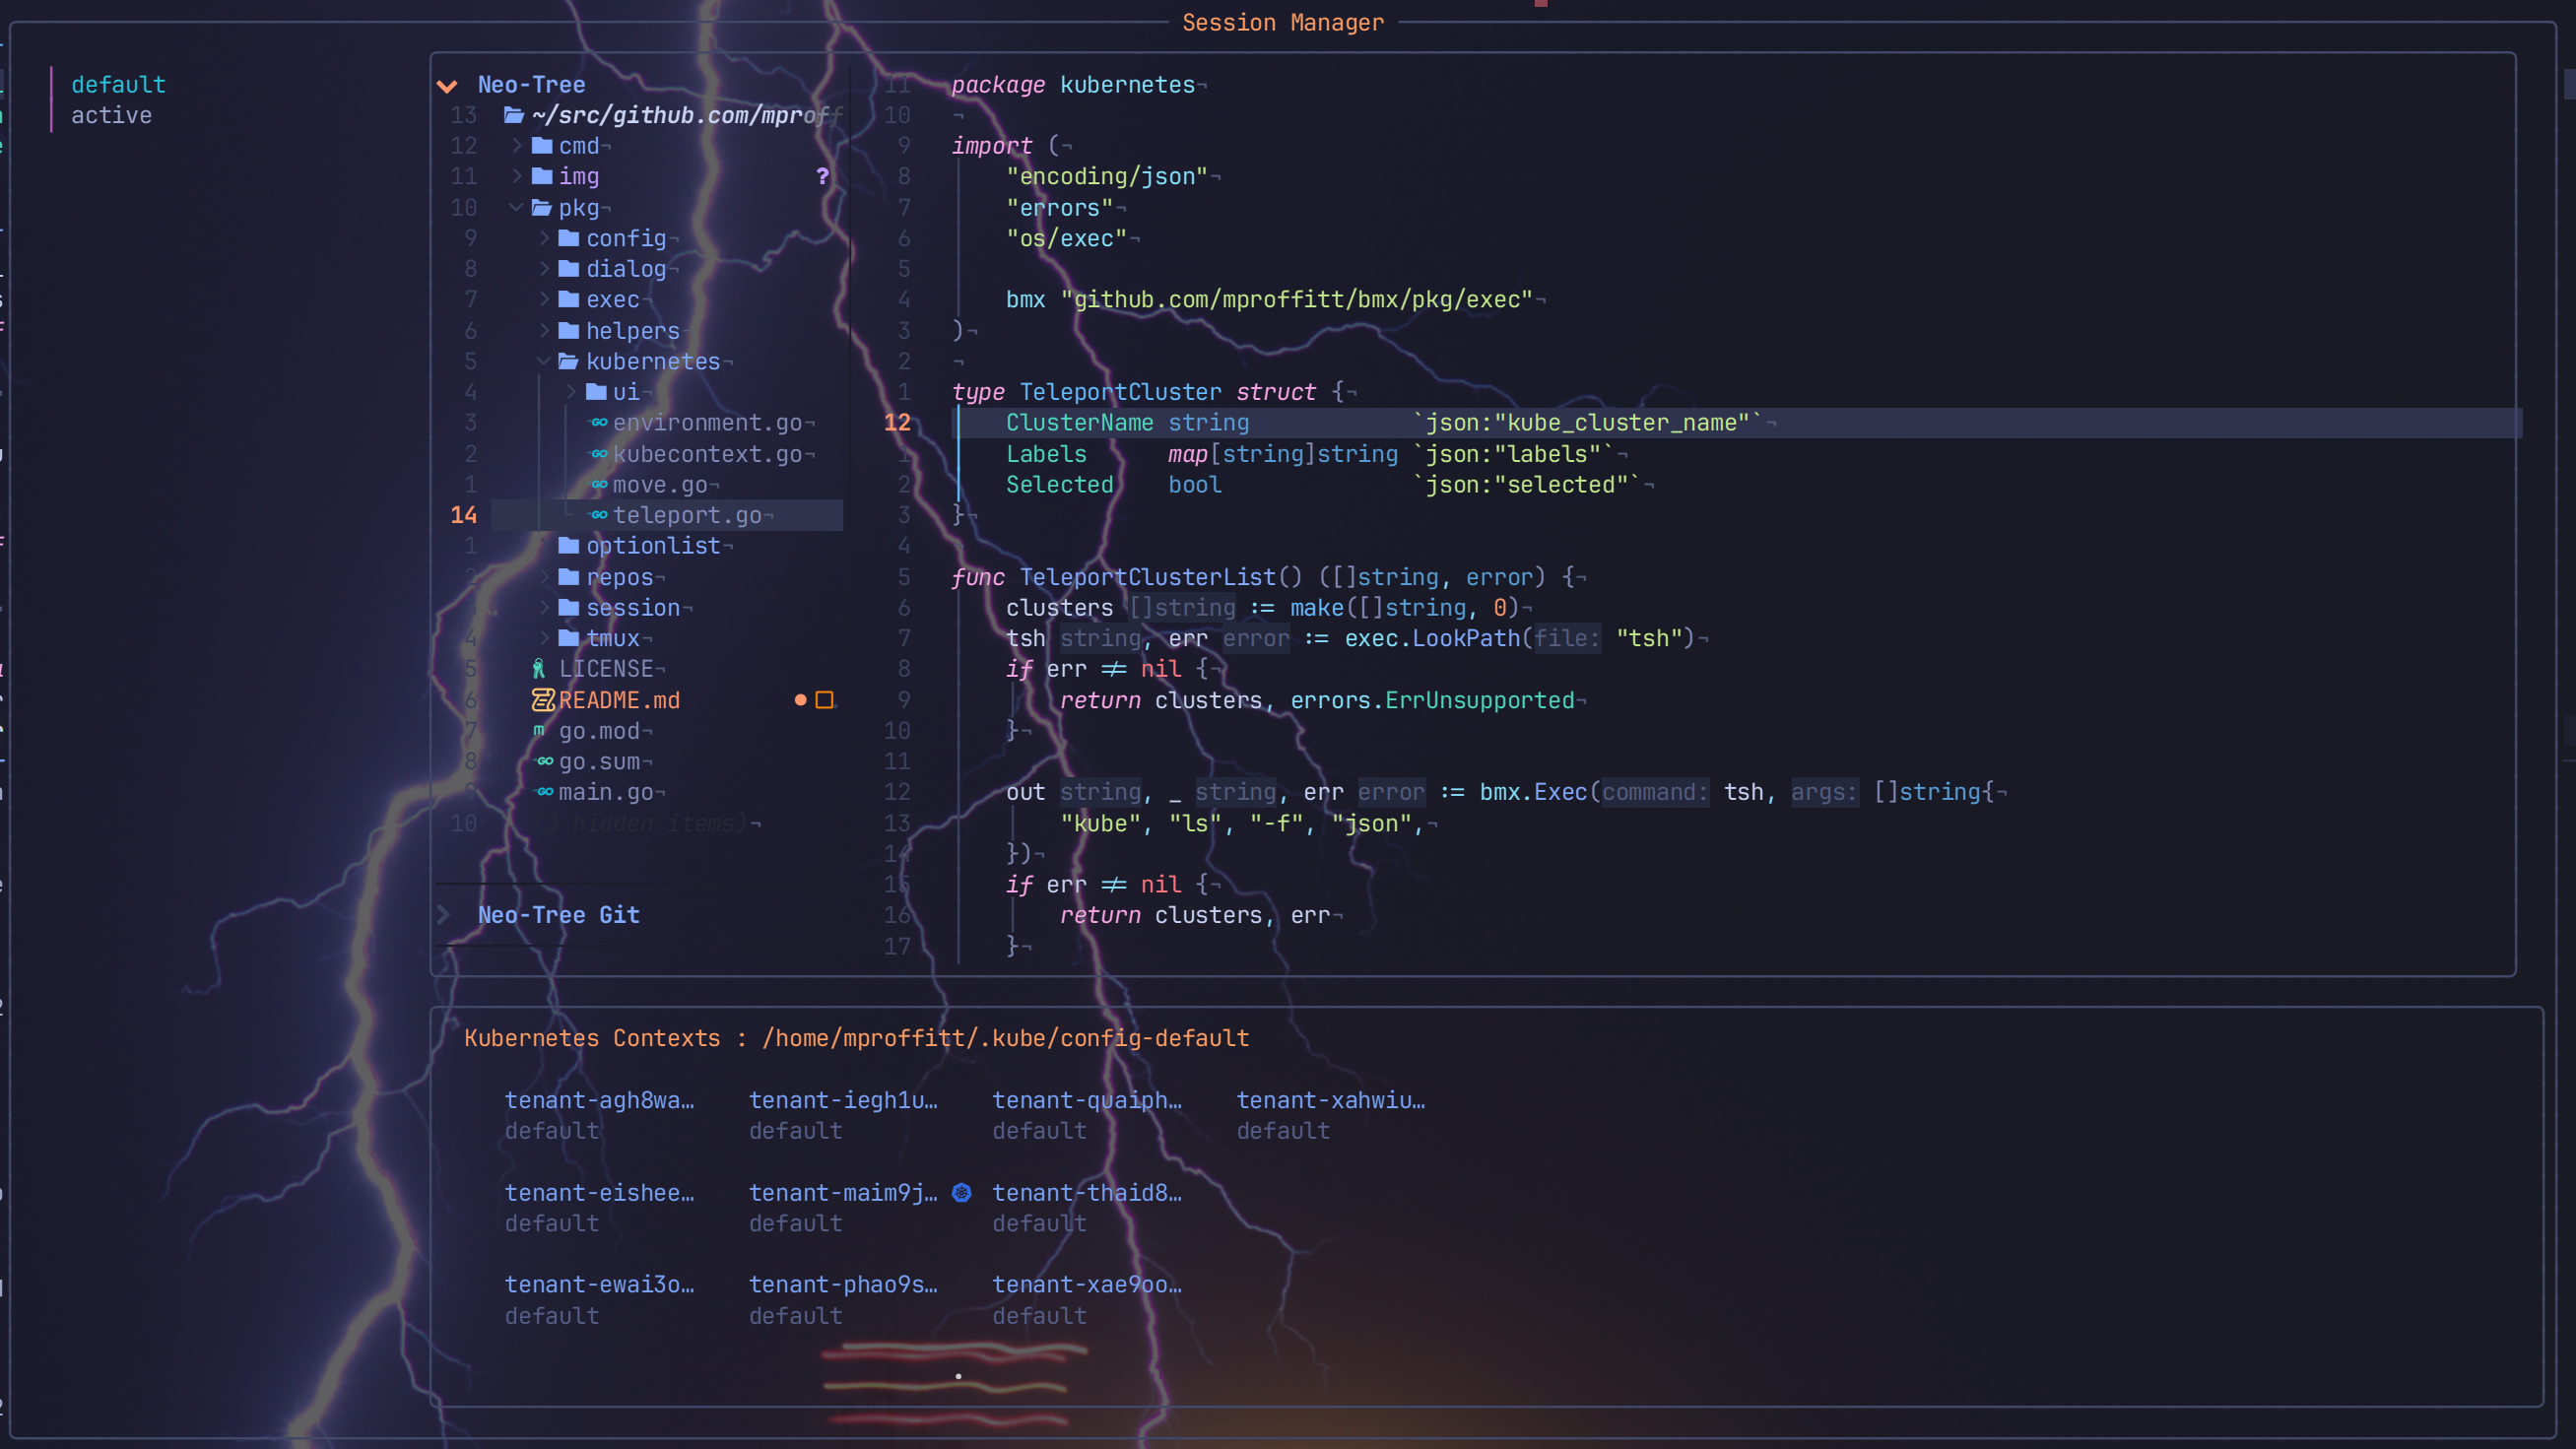 Session Manager
default
active
Neo-Tree
13 ~/src/github.com/mproff
12 cmd¬
11 img ?
10 pkg¬
9 config¬
8 dialog¬
7 exec¬
6 helpers¬
5 kubernetes¬
4 ui¬
3 environment.go¬
2 kubecontext.go¬
1 move.go¬
14 teleport.go¬
1 optionlist¬
2 repos¬
3 session¬
4 tmux¬
5 LICENSE¬
6 README.md
7 go.mod¬
8 go.sum¬
9 main.go¬
10 hidden items)¬
Neo-Tree Git
11 package kubernetes¬
10 ¬
9 import (¬
8 "encoding/json"¬
7 "errors"¬
6 "os/exec"¬
5
4 bmx "github.com/mproffitt/bmx/pkg/exec"¬
3 )¬
2 ¬
1 type TeleportCluster struct {¬
12 ClusterName string `json:"kube_cluster_name"`¬
1 Labels map[string]string `json:"labels"`¬
2 Selected bool `json:"selected"`¬
3 }¬
4 ¬
5 func TeleportClusterList() ([]string, error) {¬
6 clusters []string := make([]string, 0)¬
7 tsh string, err error := exec.LookPath(file: "tsh")¬
8 if err ≠ nil {¬
9 return clusters, errors.ErrUnsupported¬
10 }¬
11
12 out string, _ string, err error := bmx.Exec(command: tsh, args: []string{¬
13 "kube", "ls", "-f", "json",¬
14 })¬
15 if err ≠ nil {¬
16 return clusters, err¬
17 }¬
Kubernetes Contexts : /home/mproffitt/.kube/config-default
tenant-agh8wa… tenant-iegh1u… tenant-quaiph… tenant-xahwiu…
default default default default
tenant-eishee… tenant-maim9j… tenant-thaid8…
default default default
tenant-ewai3o… tenant-phao9s… tenant-xae9oo…
default default default